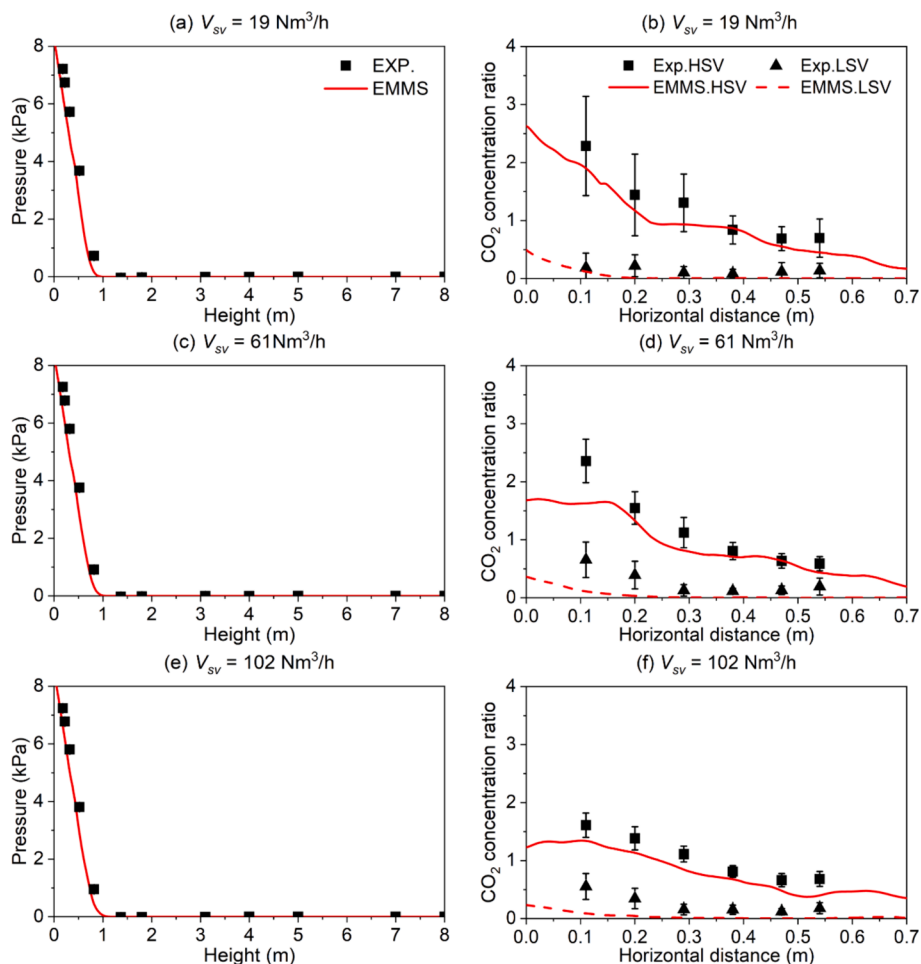 (a) Vsv = 19 Nm³/h
(b) Vsv = 19 Nm³/h
Pressure (kPa)
8
6
4
2
0
EXP.
EMMS
0 1 2 3 4 5 6 7 8
Height (m)
CO₂ concentration ratio
4
3
2
1
0
Exp.HSV
Exp.LSV
EMMS.HSV
EMMS.LSV
0.0 0.1 0.2 0.3 0.4 0.5 0.6 0.7
Horizontal distance (m)
(c) Vsv = 61Nm³/h
(d) Vsv = 61 Nm³/h
Pressure (kPa)
8
6
4
2
0
0 1 2 3 4 5 6 7 8
Height (m)
CO₂ concentration ratio
4
3
2
1
0
0.0 0.1 0.2 0.3 0.4 0.5 0.6 0.7
Horizontal distance (m)
(e) Vsv = 102 Nm³/h
(f) Vsv = 102 Nm³/h
Pressure (kPa)
8
6
4
2
0
0 1 2 3 4 5 6 7 8
Height (m)
CO₂ concentration ratio
4
3
2
1
0
0.0 0.1 0.2 0.3 0.4 0.5 0.6 0.7
Horizontal distance (m)